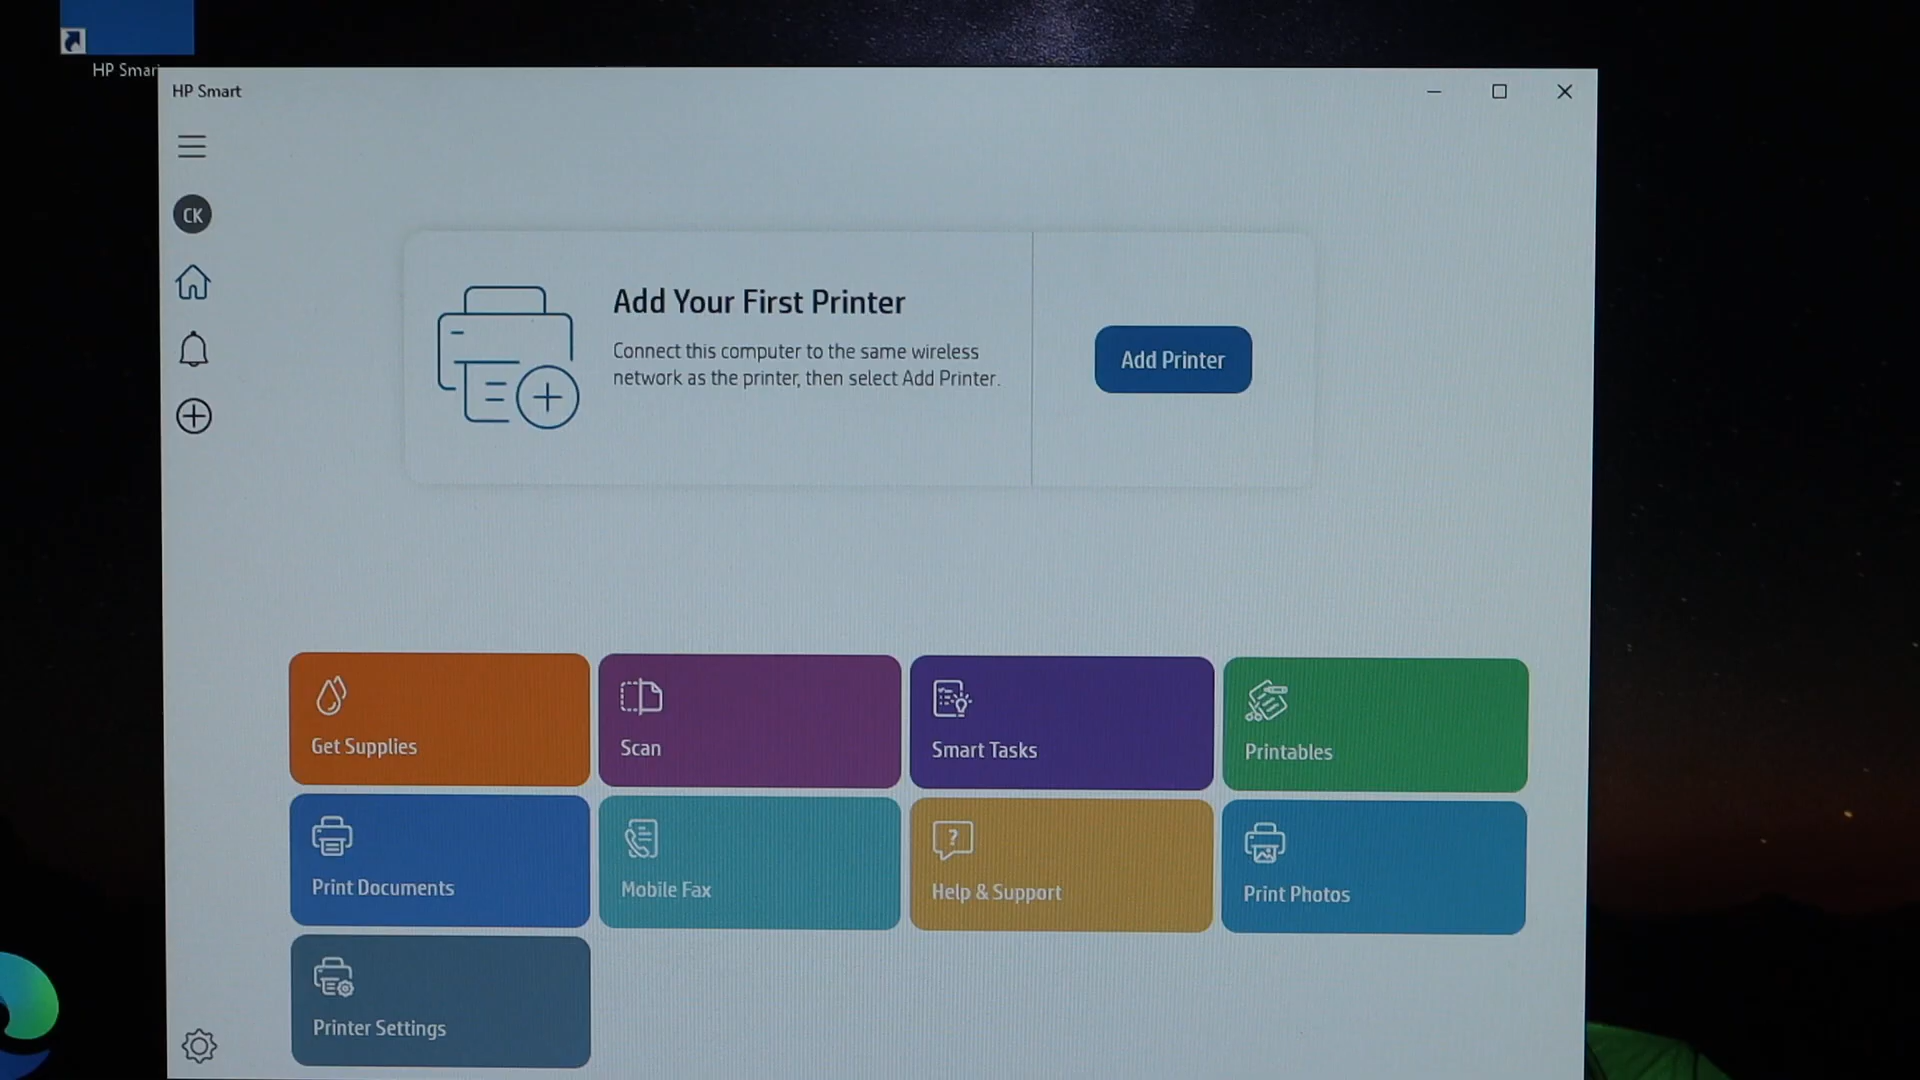 HP Smar
HP Smart
CK
Add Your First Printer
Connect this computer to the same wireless
network as the printer, then select Add Printer.
Add Printer
Get Supplies
Scan
Smart Tasks
Printables
Print Documents
Mobile Fax
?
Help & Support
Print Photos
Printer Settings